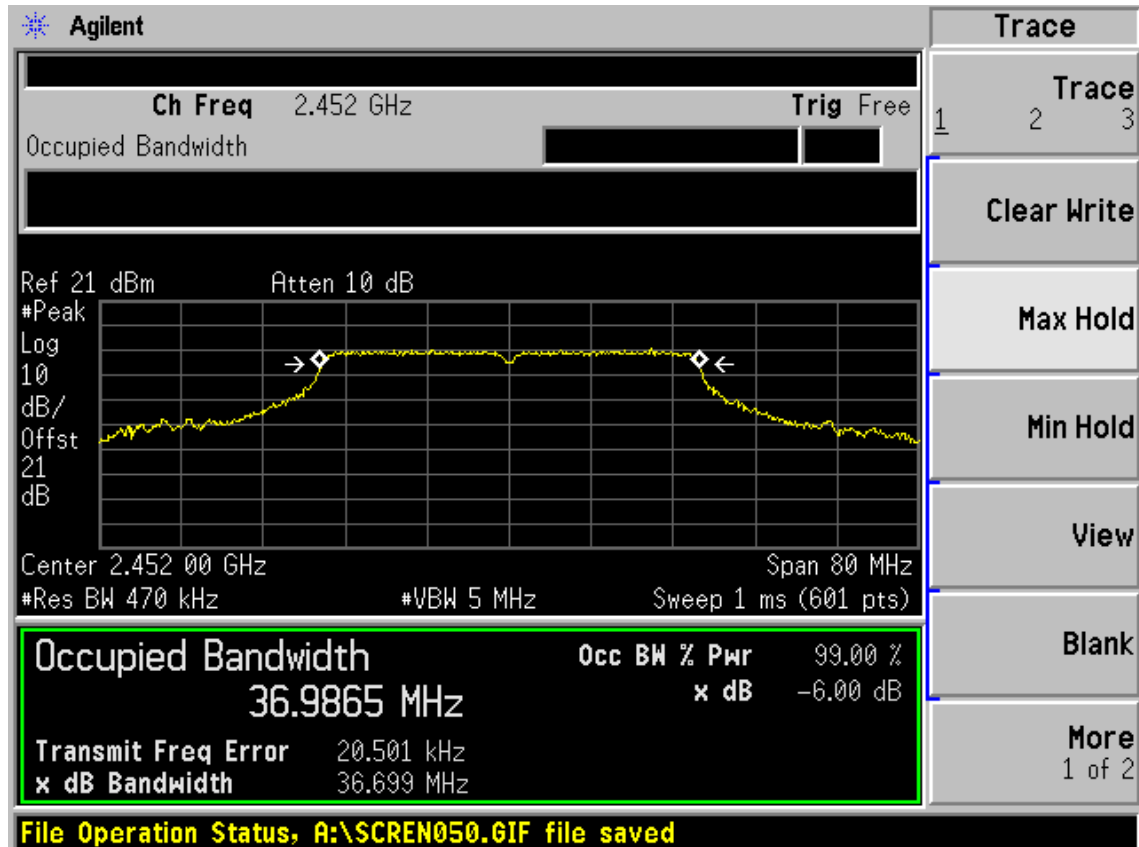 Agilent
Trace
Ch Freq 2.452 GHz Trig Free
Occupied Bandwidth
Trace
1 2 3
Clear Write
Max Hold
Min Hold
View
Blank
More
1 of 2
Ref 21 dBm Atten 10 dB
#Peak
Log
10
dB/
Offst
21
dB
Center 2.452 00 GHz Span 80 MHz
#Res BW 470 kHz #VBW 5 MHz Sweep 1 ms (601 pts)
Occupied Bandwidth
36.9865 MHz
Occ BW % Pwr 99.00 %
x dB -6.00 dB
Transmit Freq Error 20.501 kHz
x dB Bandwidth 36.699 MHz
File Operation Status, A:\SCREN050.GIF file saved